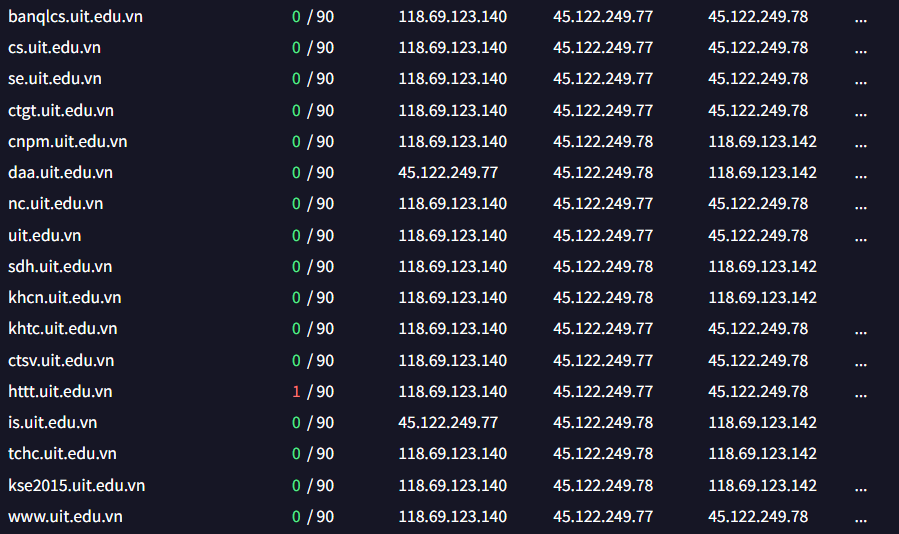 banqlcs.uit.edu.vn 0 / 90 118.69.123.140 45.122.249.77 45.122.249.78 ...
cs.uit.edu.vn 0 / 90 118.69.123.140 45.122.249.77 45.122.249.78 ...
se.uit.edu.vn 0 / 90 118.69.123.140 45.122.249.77 45.122.249.78 ...
ctgt.uit.edu.vn 0 / 90 118.69.123.140 45.122.249.77 45.122.249.78 ...
cnpm.uit.edu.vn 0 / 90 118.69.123.140 45.122.249.78 118.69.123.142 ...
daa.uit.edu.vn 0 / 90 45.122.249.77 45.122.249.78 118.69.123.142 ...
nc.uit.edu.vn 0 / 90 118.69.123.140 45.122.249.77 45.122.249.78 ...
uit.edu.vn 0 / 90 118.69.123.140 45.122.249.77 45.122.249.78 ...
sdh.uit.edu.vn 0 / 90 118.69.123.140 45.122.249.78 118.69.123.142
khcn.uit.edu.vn 0 / 90 118.69.123.140 45.122.249.78 118.69.123.142
khtc.uit.edu.vn 0 / 90 118.69.123.140 45.122.249.77 45.122.249.78 ...
ctsv.uit.edu.vn 0 / 90 118.69.123.140 45.122.249.77 45.122.249.78 ...
httt.uit.edu.vn 1 / 90 118.69.123.140 45.122.249.77 45.122.249.78 ...
is.uit.edu.vn 0 / 90 45.122.249.77 45.122.249.78 118.69.123.142
tchc.uit.edu.vn 0 / 90 118.69.123.140 45.122.249.78 118.69.123.142
kse2015.uit.edu.vn 0 / 90 118.69.123.140 45.122.249.78 118.69.123.142 ...
www.uit.edu.vn 0 / 90 118.69.123.140 45.122.249.77 45.122.249.78 ...